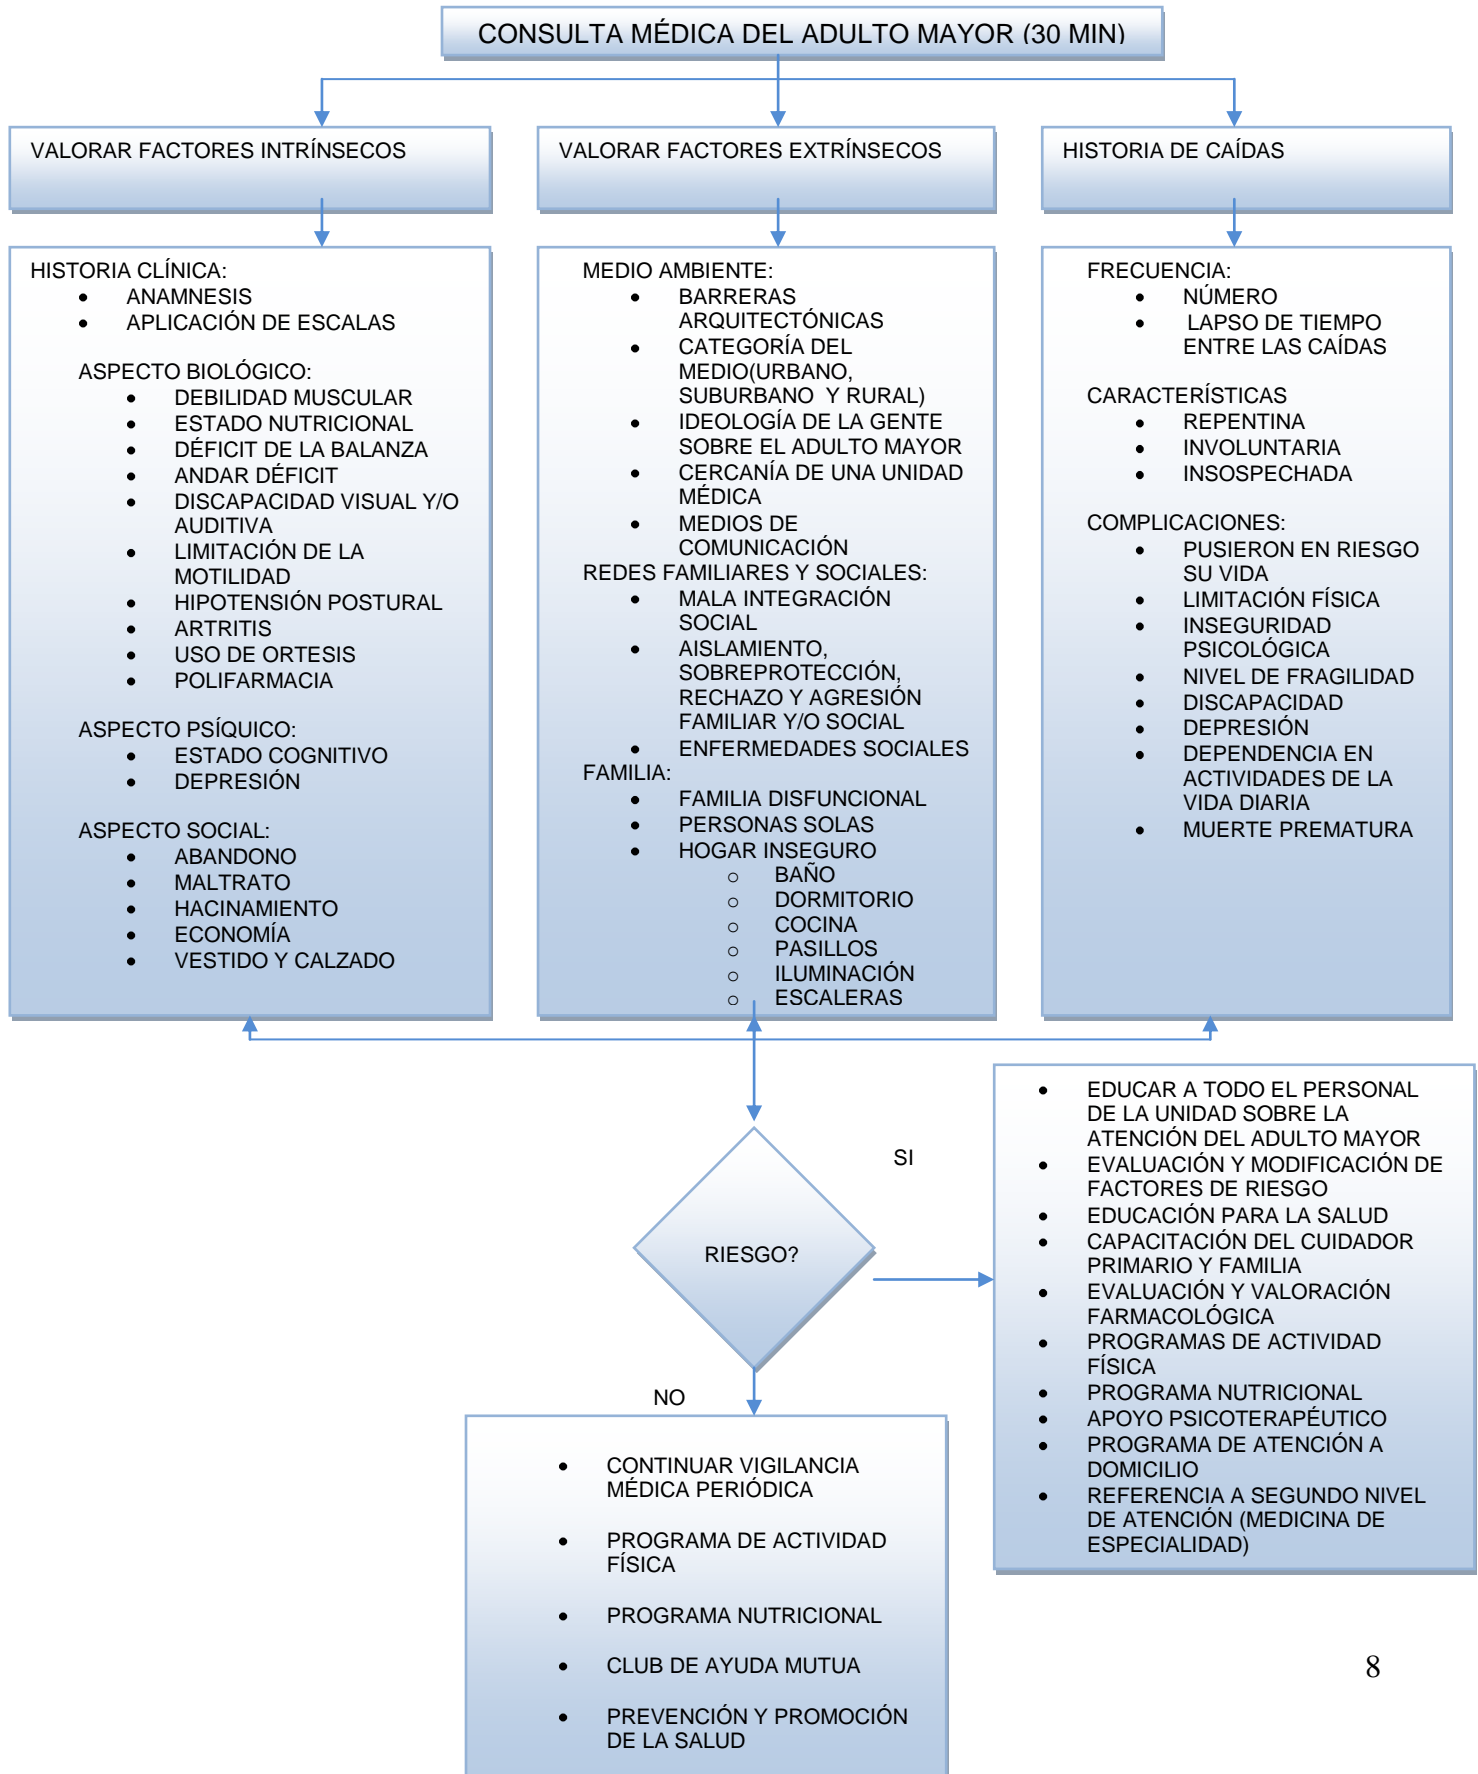 CONSULTA MÉDICA DEL ADULTO MAYOR (30 MIN)
VALORAR FACTORES INTRÍNSECOS
VALORAR FACTORES EXTRÍNSECOS
HISTORIA DE CAÍDAS
HISTORIA CLÍNICA:
• ANAMNESIS
• APLICACIÓN DE ESCALAS
ASPECTO BIOLÓGICO:
• DEBILIDAD MUSCULAR
• ESTADO NUTRICIONAL
• DÉFICIT DE LA BALANZA
• ANDAR DÉFICIT
• DISCAPACIDAD VISUAL Y/O
AUDITIVA
• LIMITACIÓN DE LA
MOTILIDAD
• HIPOTENSIÓN POSTURAL
• ARTRITIS
• USO DE ORTESIS
• POLIFARMACIA
ASPECTO PSÍQUICO:
• ESTADO COGNITIVO
• DEPRESIÓN
ASPECTO SOCIAL:
• ABANDONO
• MALTRATO
• HACINAMIENTO
• ECONOMÍA
• VESTIDO Y CALZADO
MEDIO AMBIENTE:
• BARRERAS
ARQUITECTÓNICAS
• CATEGORÍA DEL
MEDIO(URBANO,
SUBURBANO Y RURAL)
• IDEOLOGÍA DE LA GENTE
SOBRE EL ADULTO MAYOR
• CERCANÍA DE UNA UNIDAD
MÉDICA
• MEDIOS DE
COMUNICACIÓN
REDES FAMILIARES Y SOCIALES:
• MALA INTEGRACIÓN
SOCIAL
• AISLAMIENTO,
SOBREPROTECCIÓN,
RECHAZO Y AGRESIÓN
FAMILIAR Y/O SOCIAL
• ENFERMEDADES SOCIALES
FAMILIA:
• FAMILIA DISFUNCIONAL
• PERSONAS SOLAS
• HOGAR INSEGURO
o BAÑO
o DORMITORIO
o COCINA
o PASILLOS
o ILUMINACIÓN
o ESCALERAS
FRECUENCIA:
• NÚMERO
• LAPSO DE TIEMPO
ENTRE LAS CAÍDAS
CARACTERÍSTICAS
• REPENTINA
• INVOLUNTARIA
• INSOSPECHADA
COMPLICACIONES:
• PUSIERON EN RIESGO
SU VIDA
• LIMITACIÓN FÍSICA
• INSEGURIDAD
PSICOLÓGICA
• NIVEL DE FRAGILIDAD
• DISCAPACIDAD
• DEPRESIÓN
• DEPENDENCIA EN
ACTIVIDADES DE LA
VIDA DIARIA
• MUERTE PREMATURA
RIESGO?
SI
• EDUCAR A TODO EL PERSONAL
DE LA UNIDAD SOBRE LA
ATENCIÓN DEL ADULTO MAYOR
• EVALUACIÓN Y MODIFICACIÓN DE
FACTORES DE RIESGO
• EDUCACIÓN PARA LA SALUD
• CAPACITACIÓN DEL CUIDADOR
PRIMARIO Y FAMILIA
• EVALUACIÓN Y VALORACIÓN
FARMACOLÓGICA
• PROGRAMAS DE ACTIVIDAD
FÍSICA
• PROGRAMA NUTRICIONAL
• APOYO PSICOTERAPÉUTICO
• PROGRAMA DE ATENCIÓN A
DOMICILIO
• REFERENCIA A SEGUNDO NIVEL
DE ATENCIÓN (MEDICINA DE
ESPECIALIDAD)
NO
• CONTINUAR VIGILANCIA
MÉDICA PERIÓDICA
• PROGRAMA DE ACTIVIDAD
FÍSICA
• PROGRAMA NUTRICIONAL
• CLUB DE AYUDA MUTUA
• PREVENCIÓN Y PROMOCIÓN
DE LA SALUD
8